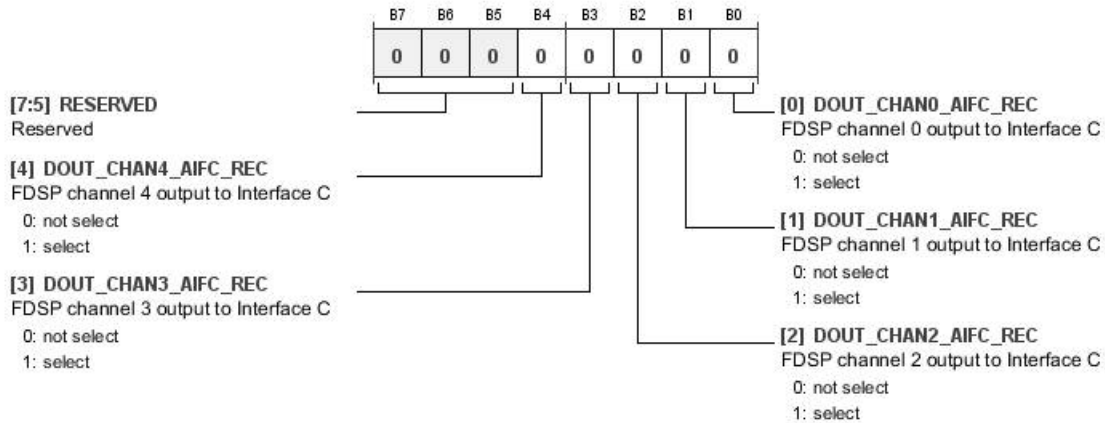 B7 B6 B5 B4 B3 B2 B1 B0
0 0 0 0 0 0 0 0
[7:5] RESERVED
Reserved
[4] DOUT_CHAN4_AIFC_REC
FDSP channel 4 output to Interface C
0: not select
1: select
[3] DOUT_CHAN3_AIFC_REC
FDSP channel 3 output to Interface C
0: not select
1: select
[0] DOUT_CHAN0_AIFC_REC
FDSP channel 0 output to Interface C
0: not select
1: select
[1] DOUT_CHAN1_AIFC_REC
FDSP channel 1 output to Interface C
0: not select
1: select
[2] DOUT_CHAN2_AIFC_REC
FDSP channel 2 output to Interface C
0: not select
1: select